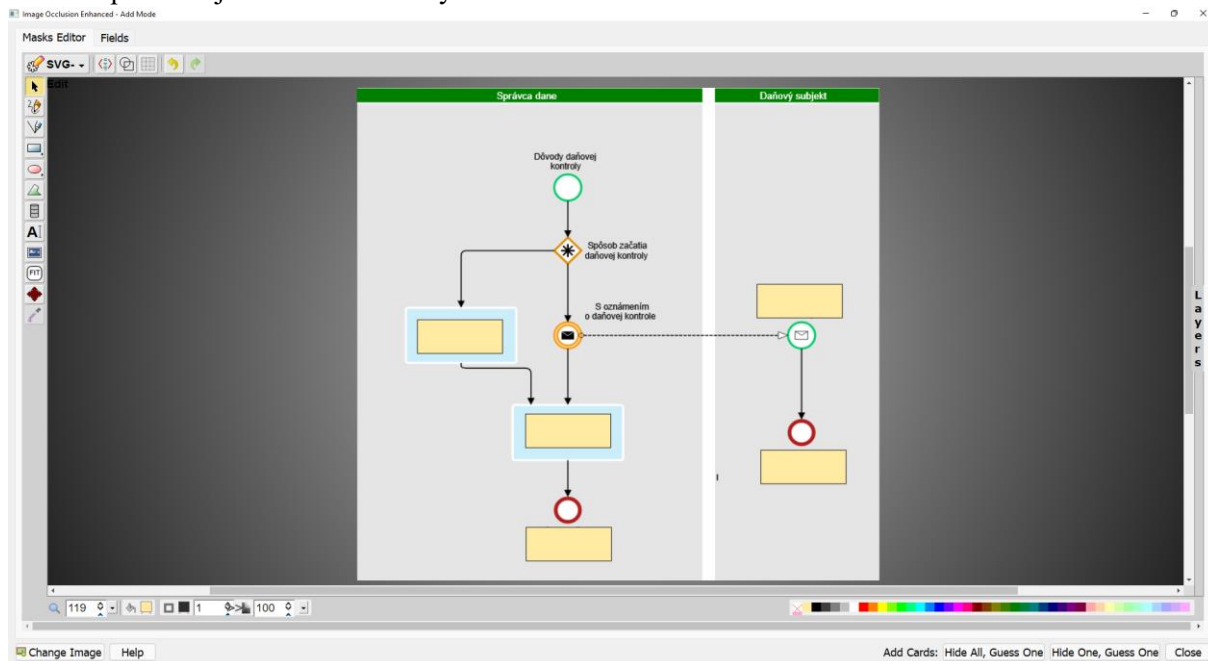 Image Occlusion Enhanced - Add Mode
Masks Editor Fields
SVG-
Edit
Správca dane
Daňový subjekt
Dôvody daňovej
kontroly
Spôsob začatia
daňovej kontroly
S oznámením
o daňovej kontrole
FIT
A
Layers
119
1
100
Change Image Help
Add Cards: Hide All, Guess One Hide One, Guess One Close